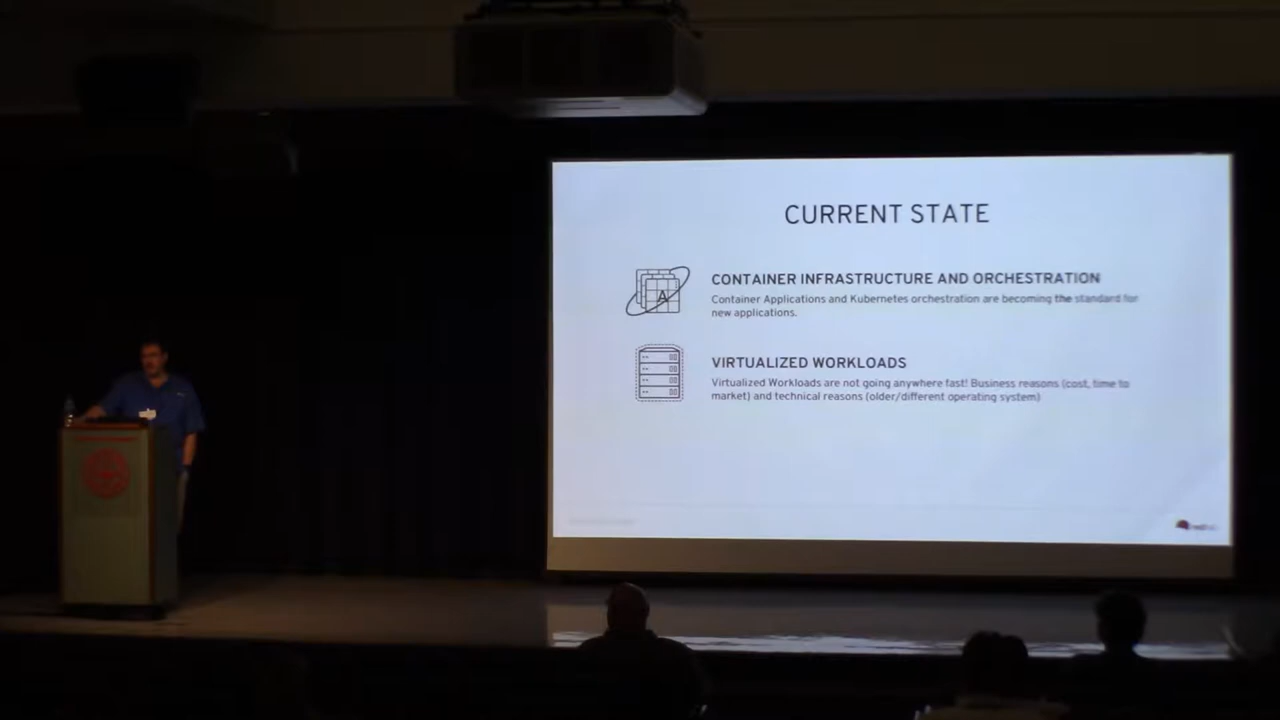 CURRENT STATE
A
CONTAINER INFRASTRUCTURE AND ORCHESTRATION
Container Applications and Kubernetes orchestration are becoming the standard for
new applications.
VIRTUALIZED WORKLOADS
Virtualized Workloads are not going anywhere fast! Business reasons (cost, time to
market) and technical reasons (older/different operating system)